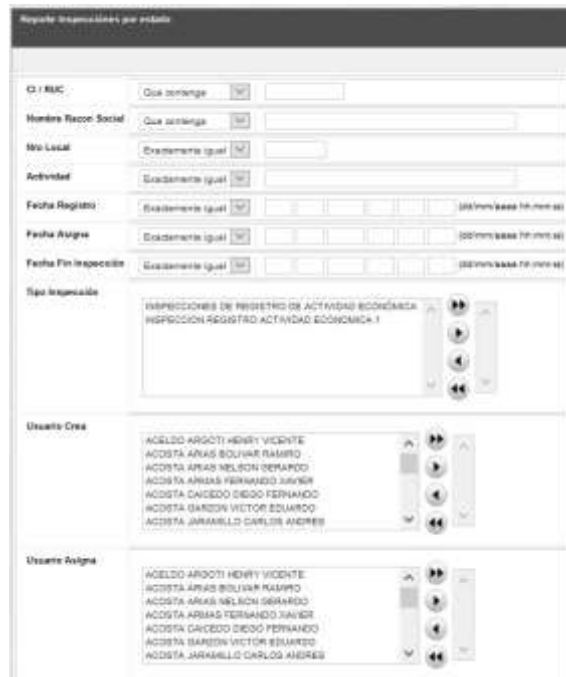 Reporte Inspecciones por estado
CI / RUC Que contenga
Nombre Razon Social Que contenga
Nro Local Exactamente igual
Actividad Exactamente igual
Fecha Registro Exactamente igual (dd/mm/aaaa hh:mm:ss)
Fecha Asigna Exactamente igual (dd/mm/aaaa hh:mm:ss)
Fecha Fin Inspección Exactamente igual (dd/mm/aaaa hh:mm:ss)
Tipo Inspección
INSPECCIONES DE REGISTRO DE ACTIVIDAD ECONÓMICA
INSPECCION REGISTRO ACTIVIDAD ECONOMICA 1
Usuario Crea
ACELDO ARGOTI HENRY VICENTE
ACOSTA ARIAS BOLIVAR RAMIRO
ACOSTA ARIAS NELSON GERARDO
ACOSTA ARMAS FERNANDO XAVIER
ACOSTA CAICEDO DIEGO FERNANDO
ACOSTA GARZON VICTOR EDUARDO
ACOSTA JARAMILLO CARLOS ANDRES
Usuario Asigna
ACELDO ARGOTI HENRY VICENTE
ACOSTA ARIAS BOLIVAR RAMIRO
ACOSTA ARIAS NELSON GERARDO
ACOSTA ARMAS FERNANDO XAVIER
ACOSTA CAICEDO DIEGO FERNANDO
ACOSTA GARZON VICTOR EDUARDO
ACOSTA JARAMILLO CARLOS ANDRES